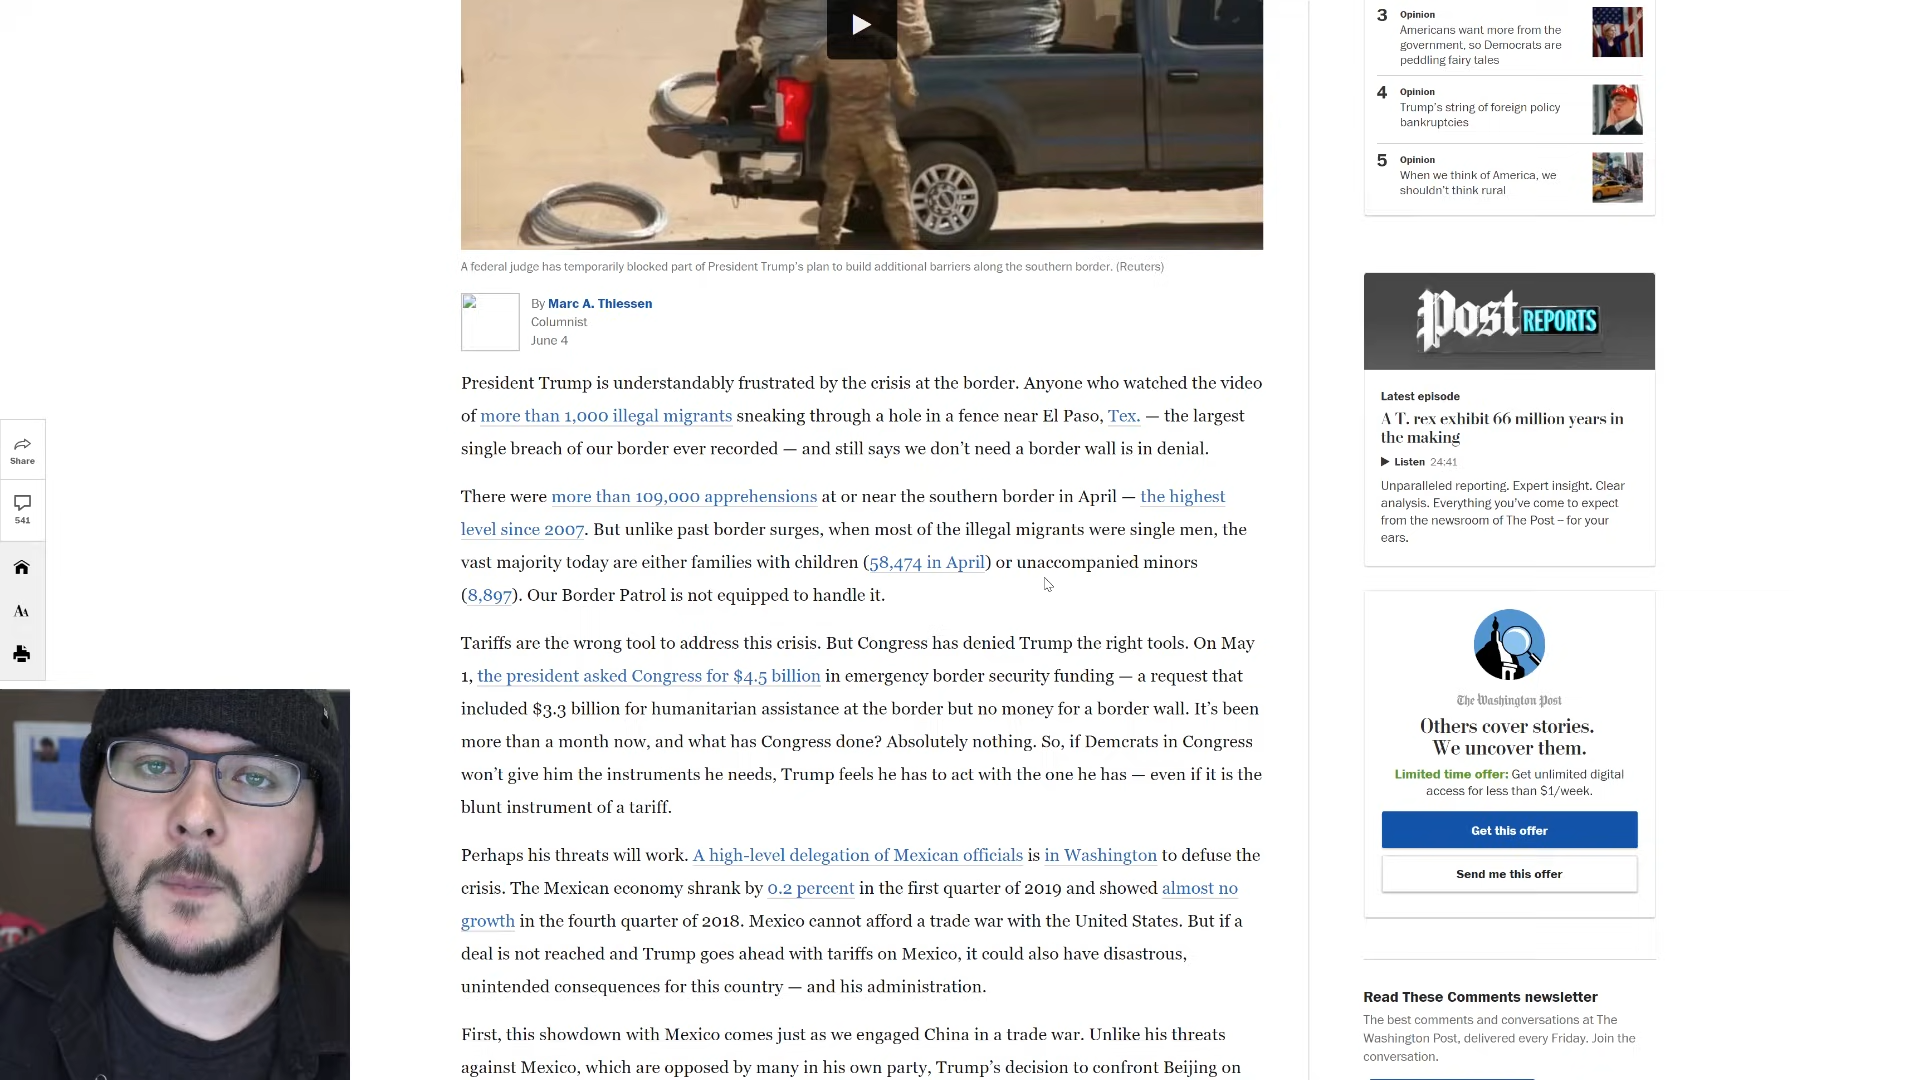 A federal judge has temporarily blocked part of President Trump's plan to build additional barriers along the southern border. (Reuters)
By Marc A. Thiessen
Columnist
June 4
President Trump is understandably frustrated by the crisis at the border. Anyone who watched the video
of more than 1,000 illegal migrants sneaking through a hole in a fence near El Paso, Tex. — the largest
single breach of our border ever recorded — and still says we don't need a border wall is in denial.
There were more than 109,000 apprehensions at or near the southern border in April — the highest
level since 2007. But unlike past border surges, when most of the illegal migrants were single men, the
vast majority today are either families with children (58,474 in April) or unaccompanied minors
(8,897). Our Border Patrol is not equipped to handle it.
Tariffs are the wrong tool to address this crisis. But Congress has denied Trump the right tools. On May
1, the president asked Congress for $4.5 billion in emergency border security funding — a request that
included $3.3 billion for humanitarian assistance at the border but no money for a border wall. It's been
more than a month now, and what has Congress done? Absolutely nothing. So, if Demcrats in Congress
won't give him the instruments he needs, Trump feels he has to act with the one he has — even if it is the
blunt instrument of a tariff.
Perhaps his threats will work. A high-level delegation of Mexican officials is in Washington to defuse the
crisis. The Mexican economy shrank by 0.2 percent in the first quarter of 2019 and showed almost no
growth in the fourth quarter of 2018. Mexico cannot afford a trade war with the United States. But if a
deal is not reached and Trump goes ahead with tariffs on Mexico, it could also have disastrous,
unintended consequences for this country — and his administration.
First, this showdown with Mexico comes just as we engaged China in a trade war. Unlike his threats
against Mexico, which are opposed by many in his own party, Trump's decision to confront Beijing on
Share
541
AA
3
Opinion
Americans want more from the
government, so Democrats are
peddling fairy tales
4
Opinion
Trump's string of foreign policy
bankruptcies
5
Opinion
When we think of America, we
shouldn't think rural
Post REPORTS
Latest episode
A T. rex exhibit 66 million years in
the making
Listen 24:41
Unparalleled reporting. Expert insight. Clear
analysis. Everything you've come to expect
from the newsroom of The Post – for your
ears.
The Washington Post
Others cover stories.
We uncover them.
Limited time offer: Get unlimited digital
access for less than $1/week.
Get this offer
Send me this offer
Read These Comments newsletter
The best comments and conversations at The
Washington Post, delivered every Friday. Join the
conversation.